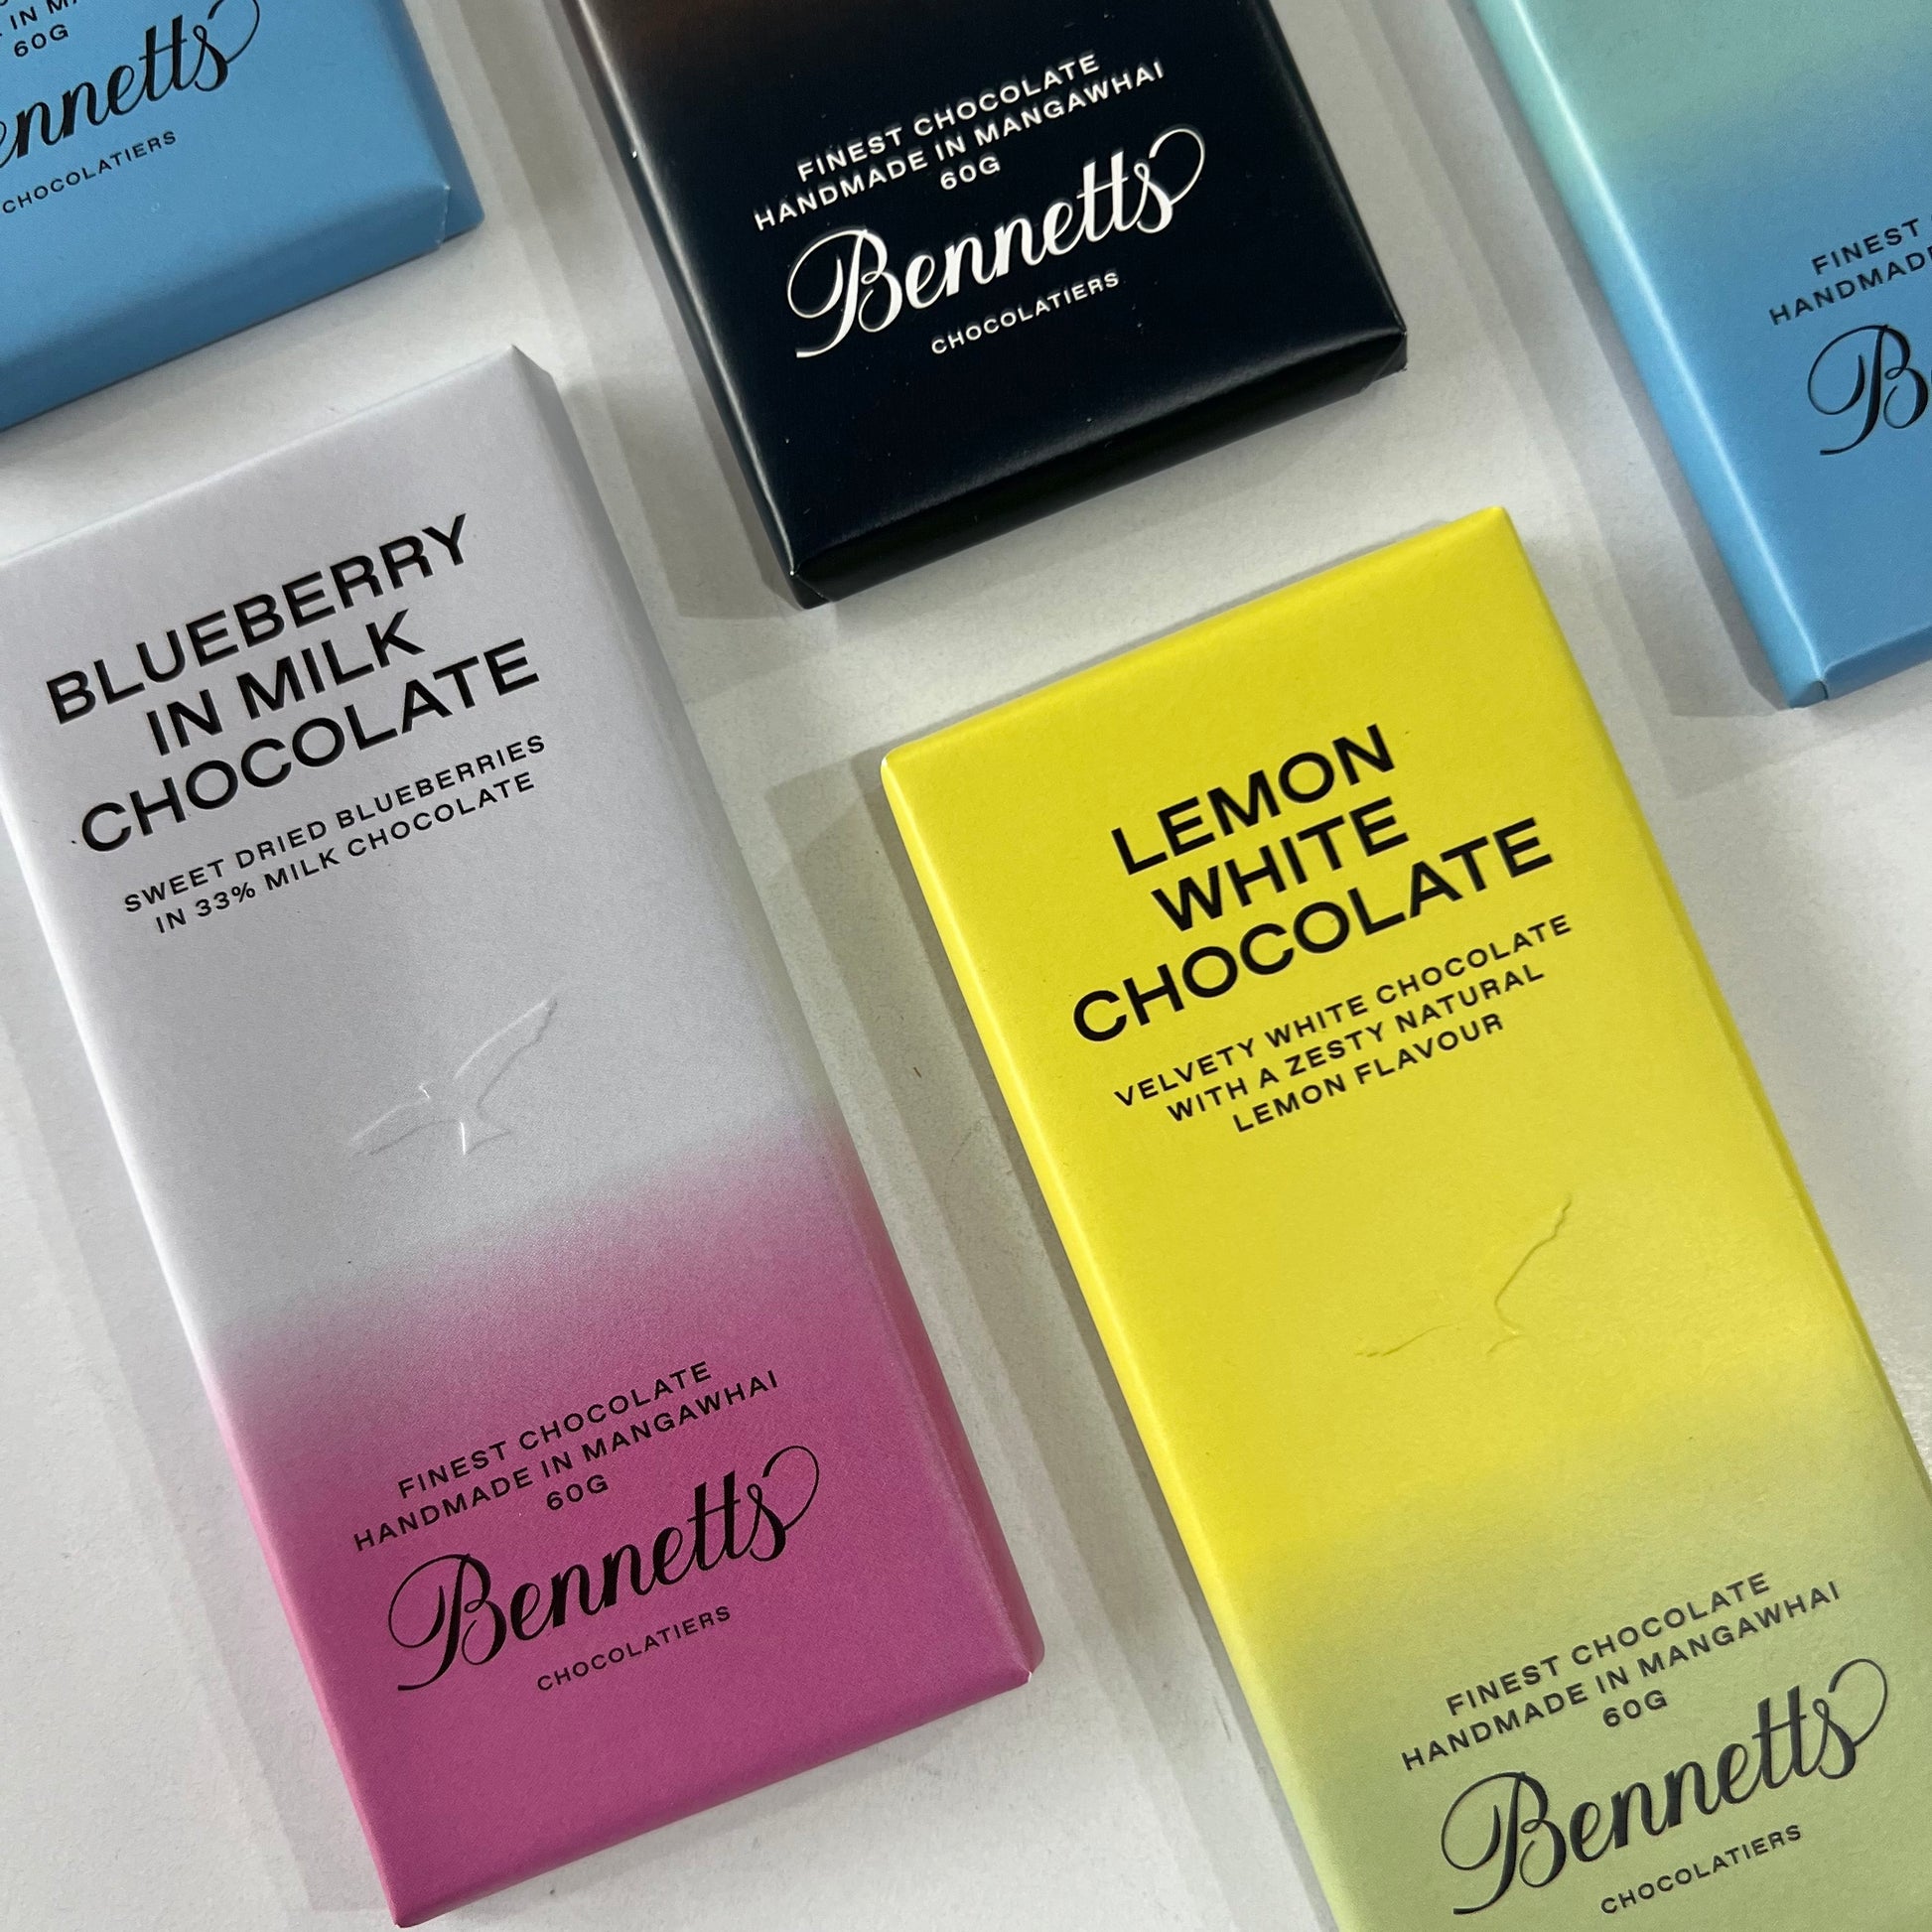 60G
CHOCOLATIERS
FINEST CHOCOLATE
HANDMADE IN MANGAWHAI
60G
Bennetts
CHOCOLATIERS
FINEST
BLUEBERRY
IN MILK
CHOCOLATE
SWEET DRIED BLUEBERRIES
IN 33% MILK CHOCOLATE
FINEST CHOCOLATE
HANDMADE IN MANGAWHAI
60G
Bennetts
CHOCOLATIERS
LEMON
WHITE
CHOCOLATE
VELVETY WHITE CHOCOLATE
WITH A ZESTY NATURAL
LEMON FLAVOUR
FINEST CHOCOLATE
HANDMADE IN MANGAWHAI
60G
Bennetts
CHOCOLATIERS